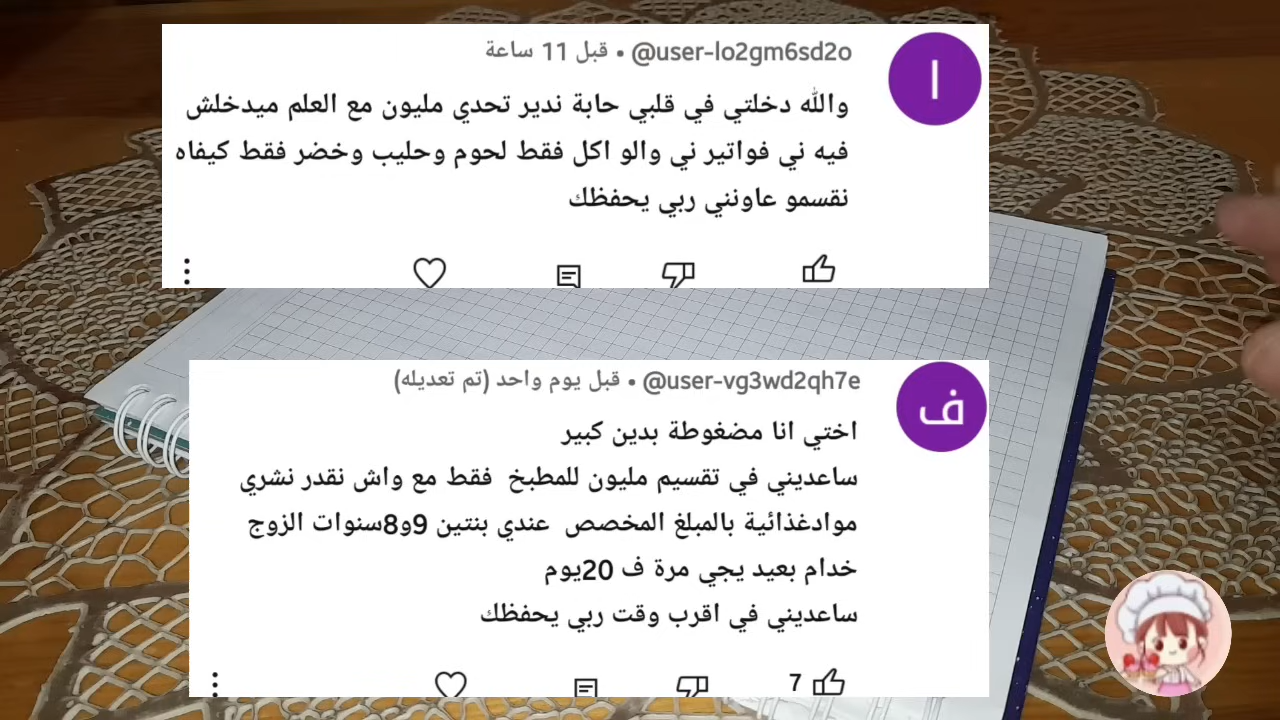 @user-lo2gm6sd2o • قبل 11 ساعة
ا
والله دخلتي في قلبي حابة ندير تحدي مليون مع العلم ميدخلش
فيه ني فواتير ني والو اكل فقط لحوم وحليب وخضر فقط كيفاه
نقسمو عاونني ربي يحفظك
@user-vg3wd2qh7e • قبل يوم واحد (تم تعديله)
ف
اختي انا مضغوطة بدين كبير
ساعديني في تقسيم مليون للمطبخ فقط مع واش نقدر نشري
موادغذائية بالمبلغ المخصص عندي بنتين 9و8سنوات الزوج
خدام بعيد يجي مرة ف 20يوم
ساعديني في اقرب وقت ربي يحفظك
7